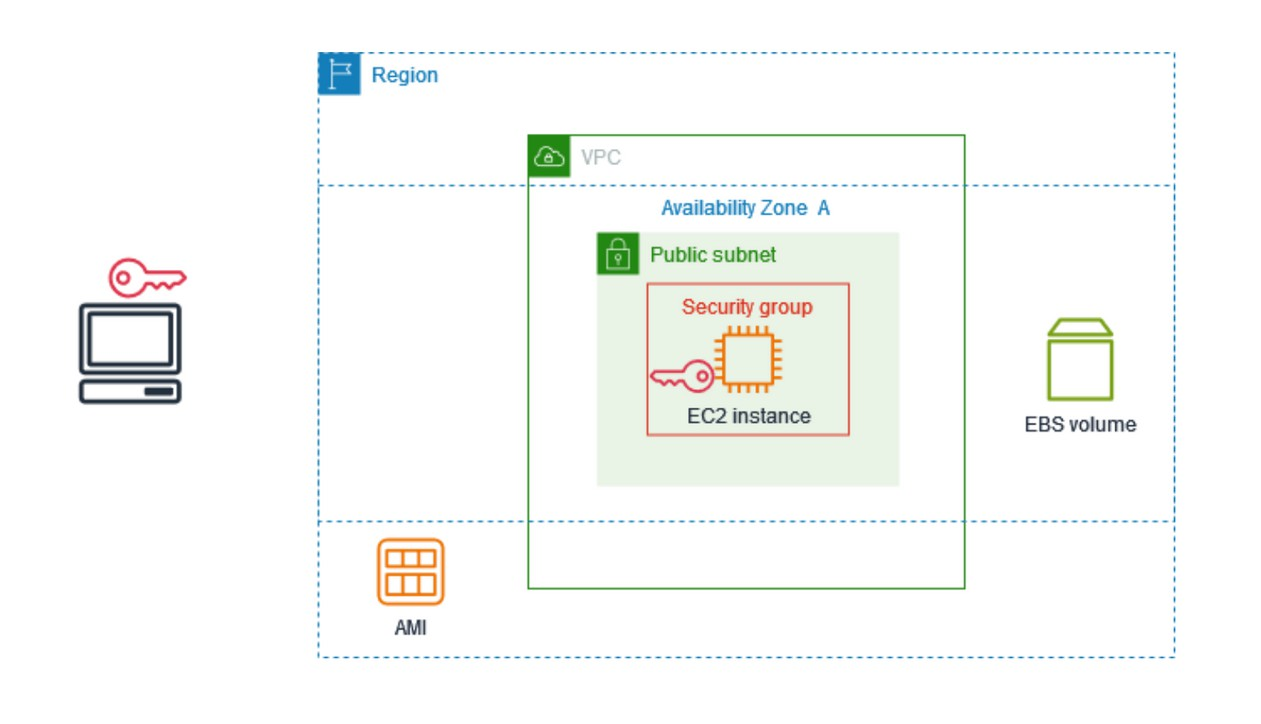 Region
VPC
Availability Zone A
Public subnet
Security group
EC2 instance
EBS volume
AMI